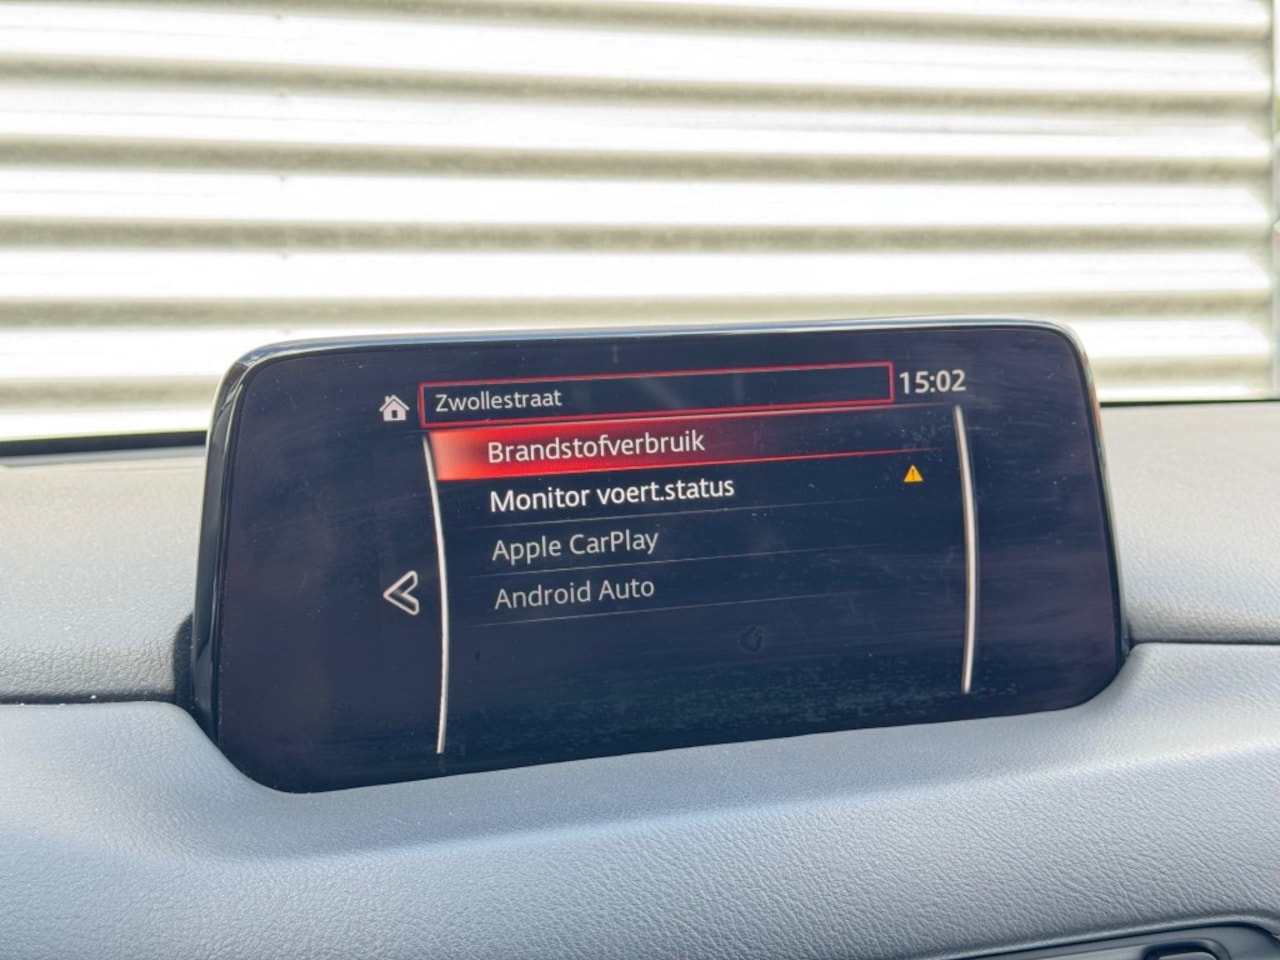 Zwollestraat 15:02
Brandstofverbruik
Monitor voert.status
Apple CarPlay
Android Auto